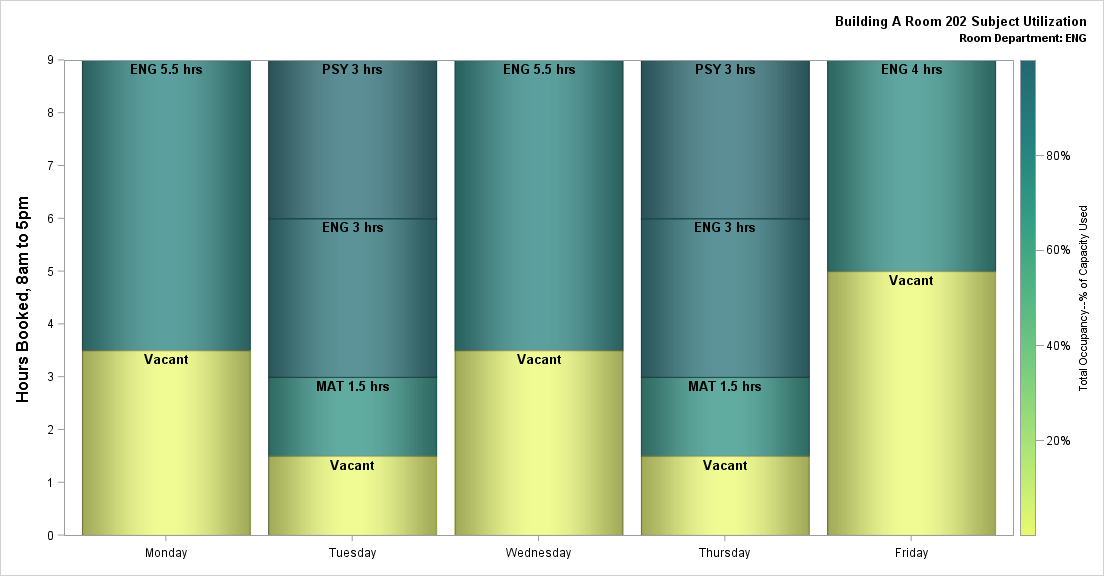 Building A Room 202 Subject Utilization
Room Department: ENG
Hours Booked, 8am to 5pm
9
8
7
6
5
4
3
2
1
0
ENG 5.5 hrs
Vacant
PSY 3 hrs
ENG 3 hrs
MAT 1.5 hrs
Vacant
ENG 5.5 hrs
Vacant
PSY 3 hrs
ENG 3 hrs
MAT 1.5 hrs
Vacant
ENG 4 hrs
Vacant
Monday
Tuesday
Wednesday
Thursday
Friday
80%
60%
40%
20%
Total Occupancy--% of Capacity Used